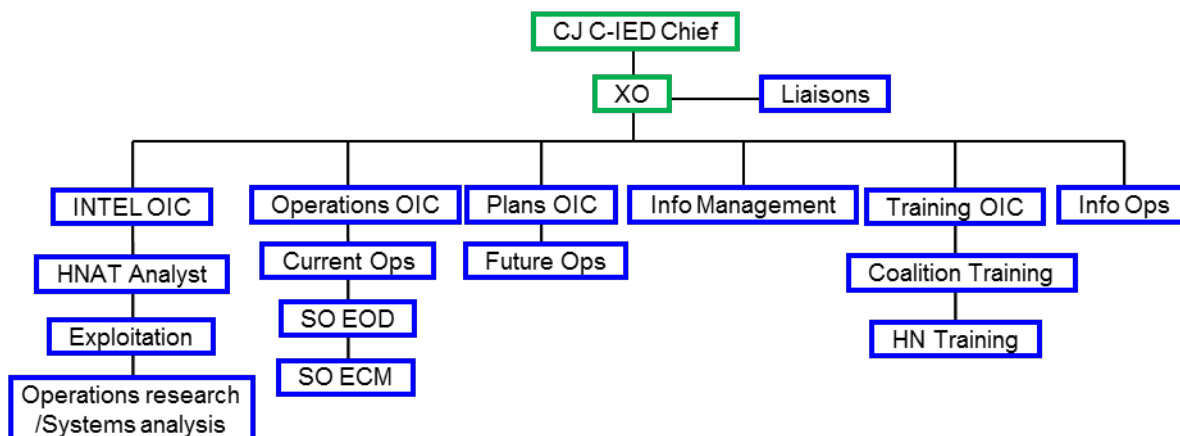 CJ C-IED Chief
XO
Liaisons
INTEL OIC
Operations OIC
Plans OIC
Info Management
Training OIC
Info Ops
HNAT Analyst
Current Ops
Future Ops
Coalition Training
Exploitation
SO EOD
HN Training
SO ECM
Operations research
/Systems analysis